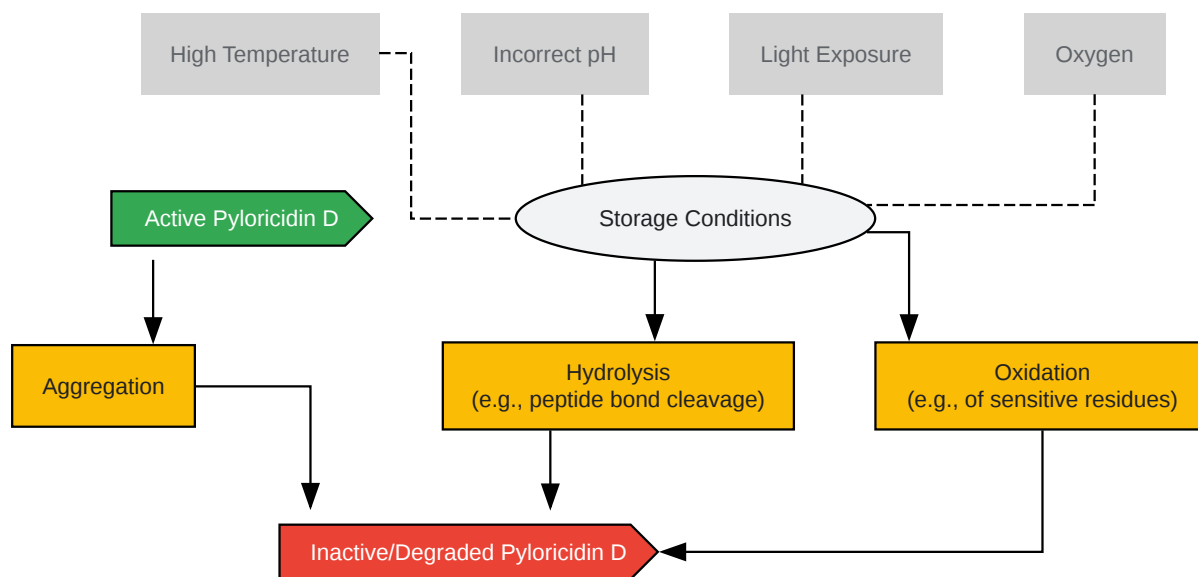 High Temperature
Incorrect pH
Light Exposure
Oxygen
Active Pyloricidin D
Storage Conditions
Aggregation
Hydrolysis
(e.g., peptide bond cleavage)
Oxidation
(e.g., of sensitive residues)
Inactive/Degraded Pyloricidin D